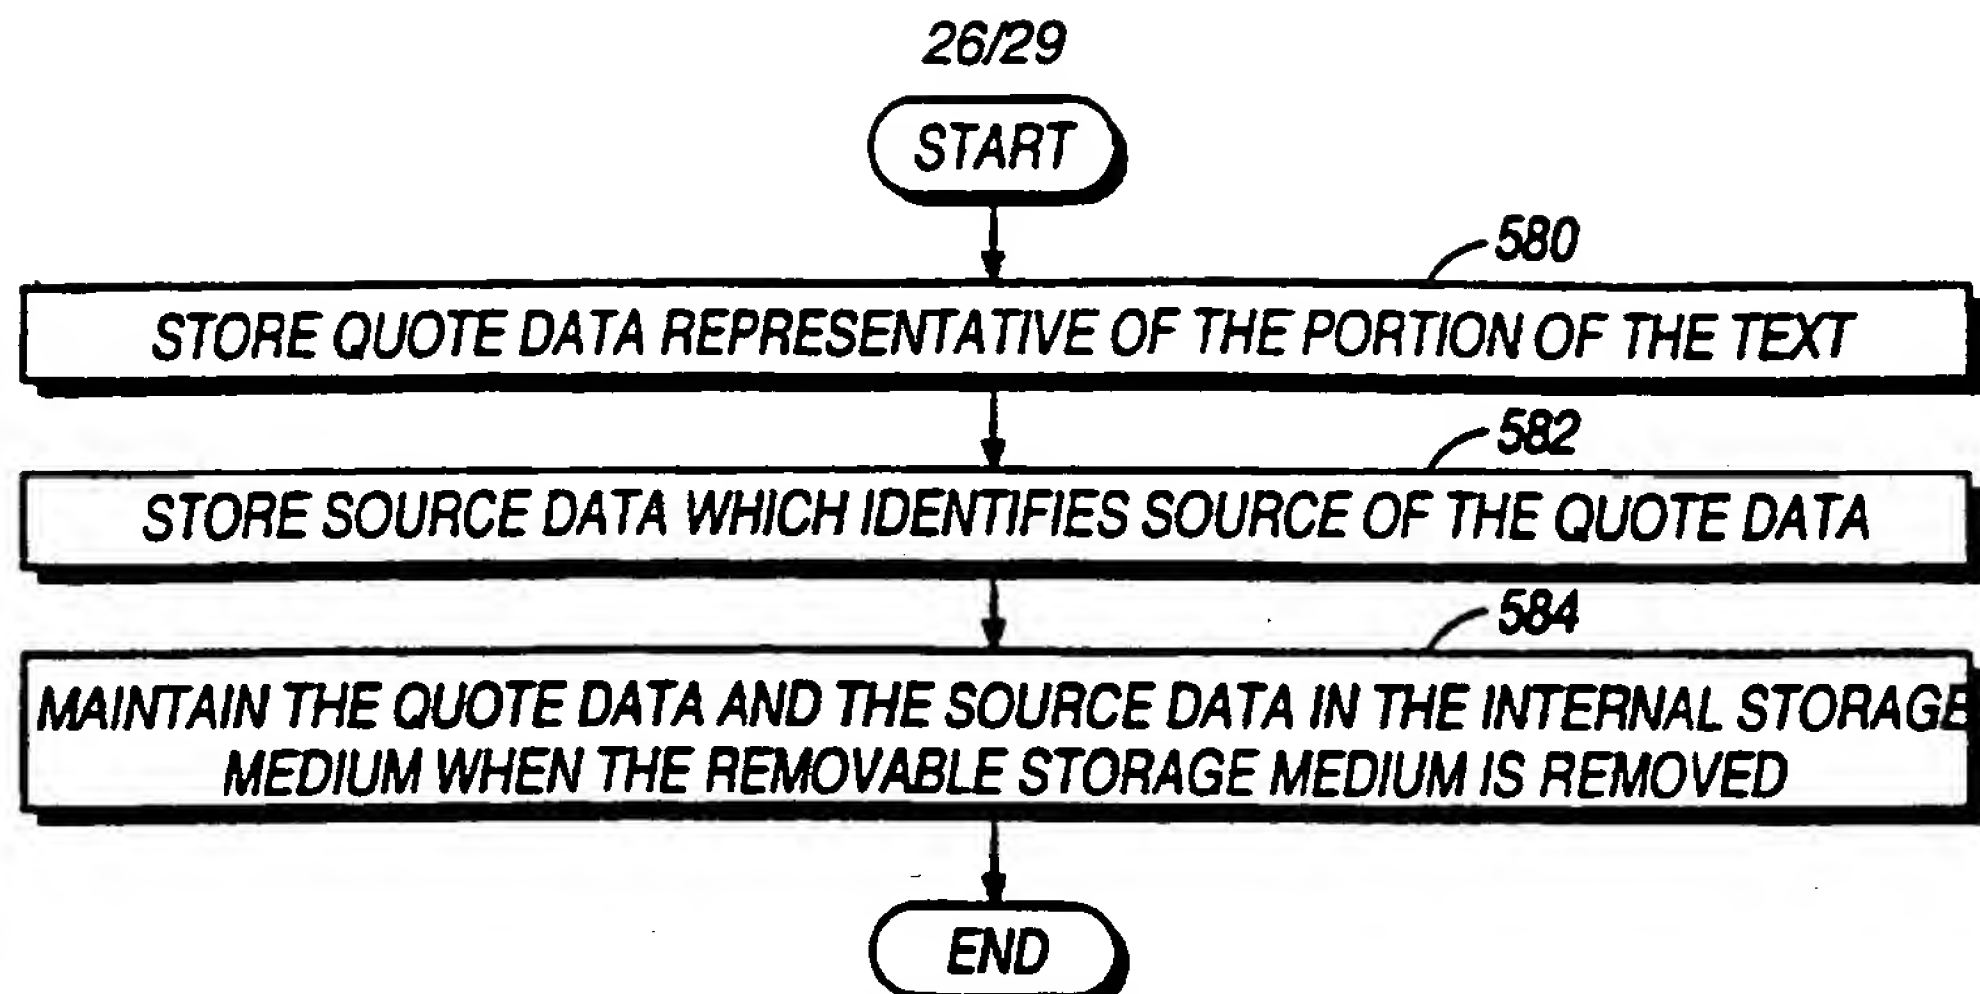 26/29
START
580
STORE QUOTE DATA REPRESENTATIVE OF THE PORTION OF THE TEXT
582
STORE SOURCE DATA WHICH IDENTIFIES SOURCE OF THE QUOTE DATA
584
MAINTAIN THE QUOTE DATA AND THE SOURCE DATA IN THE INTERNAL STORAGE
MEDIUM WHEN THE REMOVABLE STORAGE MEDIUM IS REMOVED
END